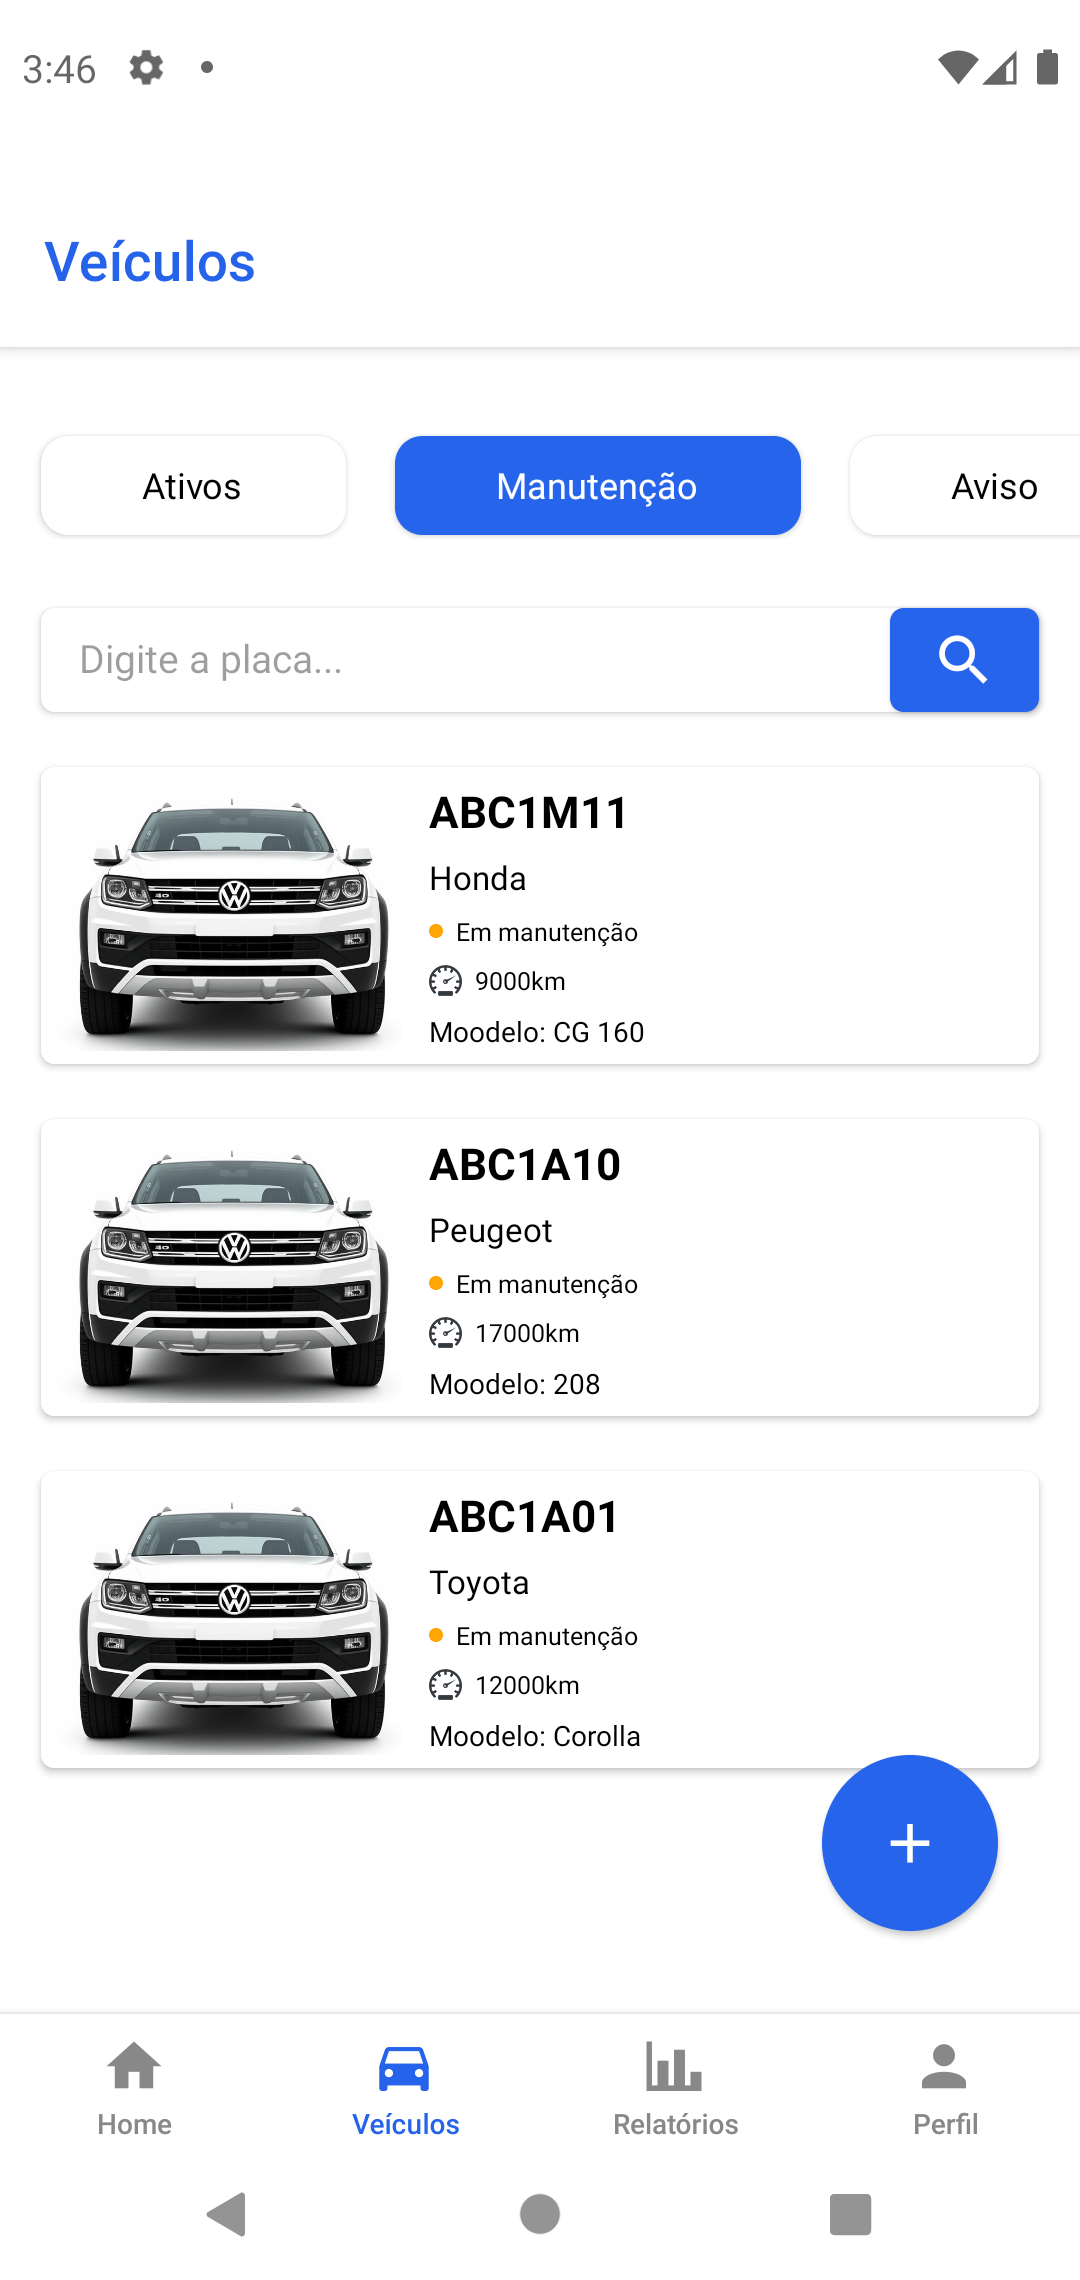 3:46
Veículos
Ativos
Manutenção
Aviso
Digite a placa...
ABC1M11
Honda
Em manutenção
9000km
Moodelo: CG 160
ABC1A10
Peugeot
Em manutenção
17000km
Moodelo: 208
ABC1A01
Toyota
Em manutenção
12000km
Moodelo: Corolla
Home
Veículos
Relatórios
Perfil